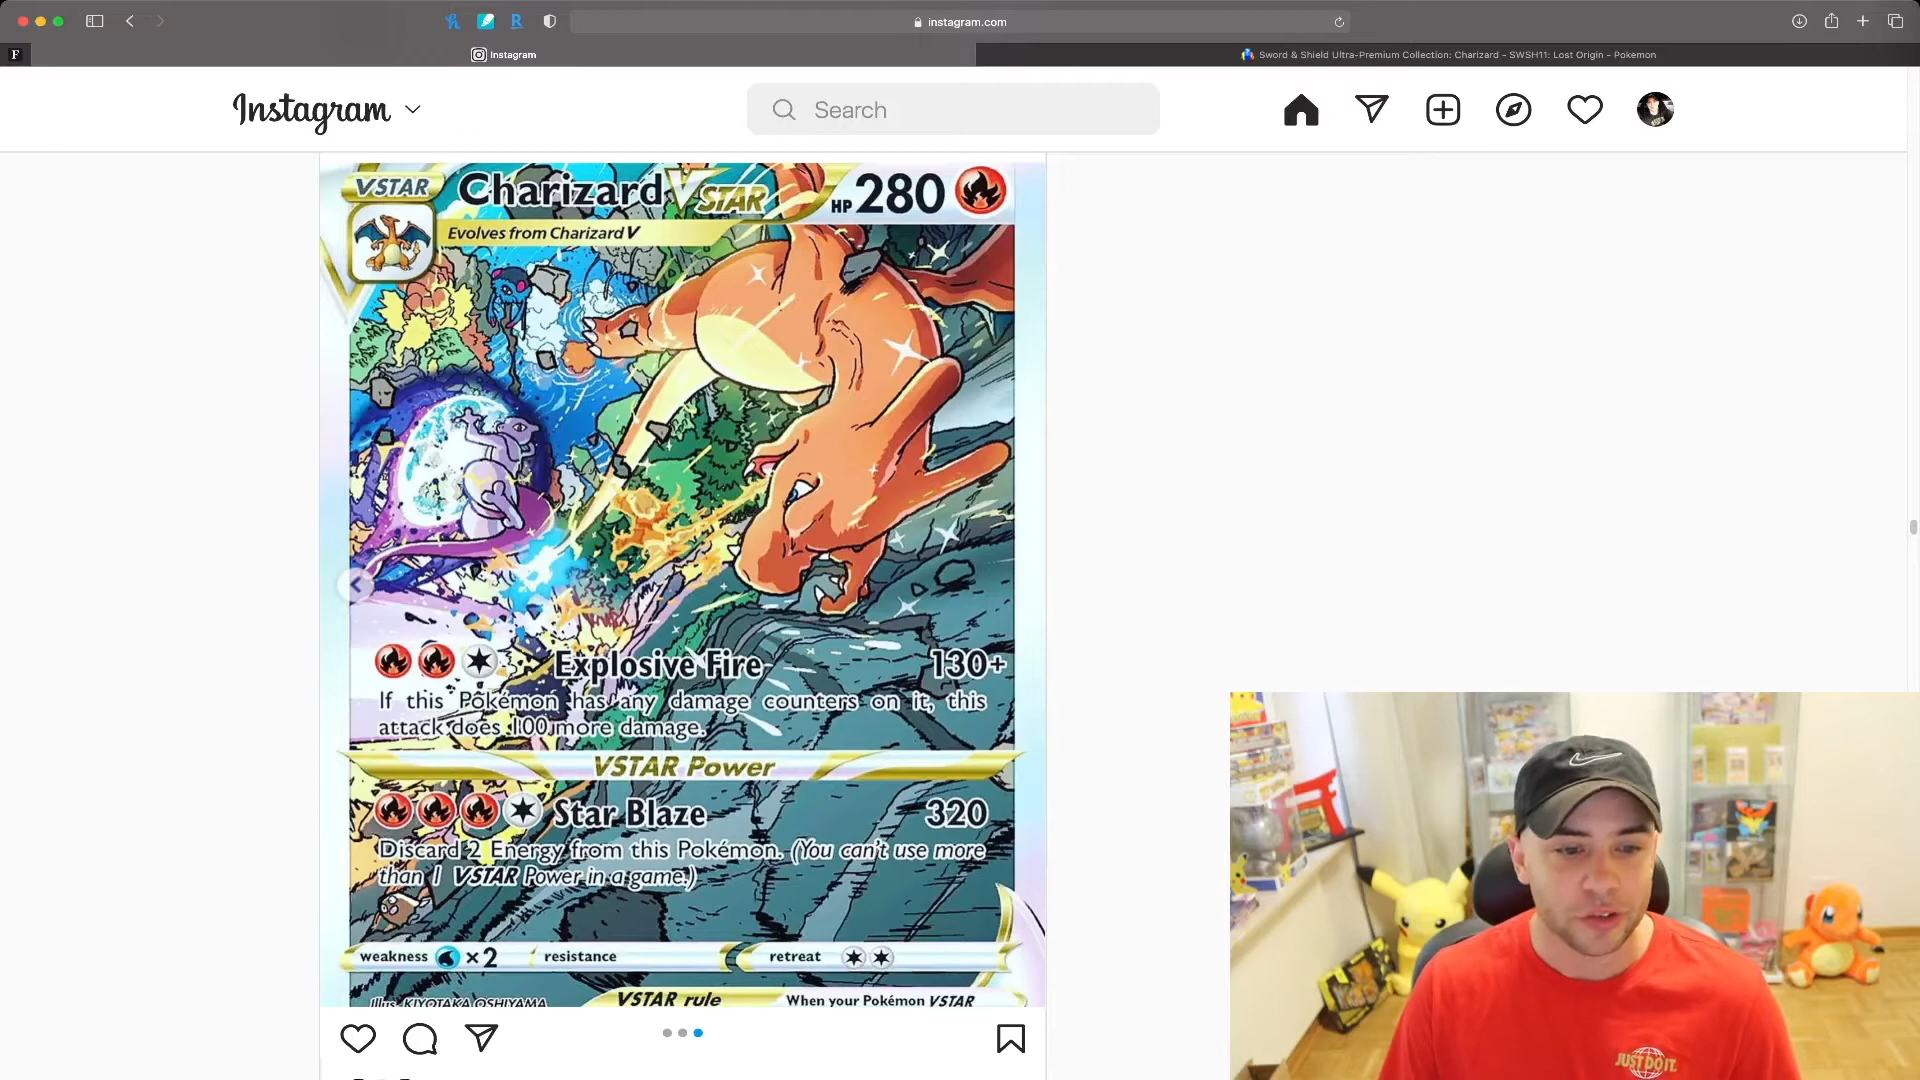 instagram.com
F
Instagram
Sword & Shield Ultra-Premium Collection: Charizard - SWSH11: Lost Origin - Pokemon
Instagram
Search
VSTAR
Charizard VSTAR
HP 280
Evolves from Charizard V
Explosive Fire 130+
If this Pokémon has any damage counters on it, this
attack does 100 more damage.
VSTAR Power
Star Blaze 320
Discard 2 Energy from this Pokémon. (You can't use more
than 1 VSTAR Power in a game.)
weakness ×2 resistance retreat
Illus. KIYOTAKA OSHIYAMA
VSTAR rule When your Pokémon VSTAR
JUST DO IT.